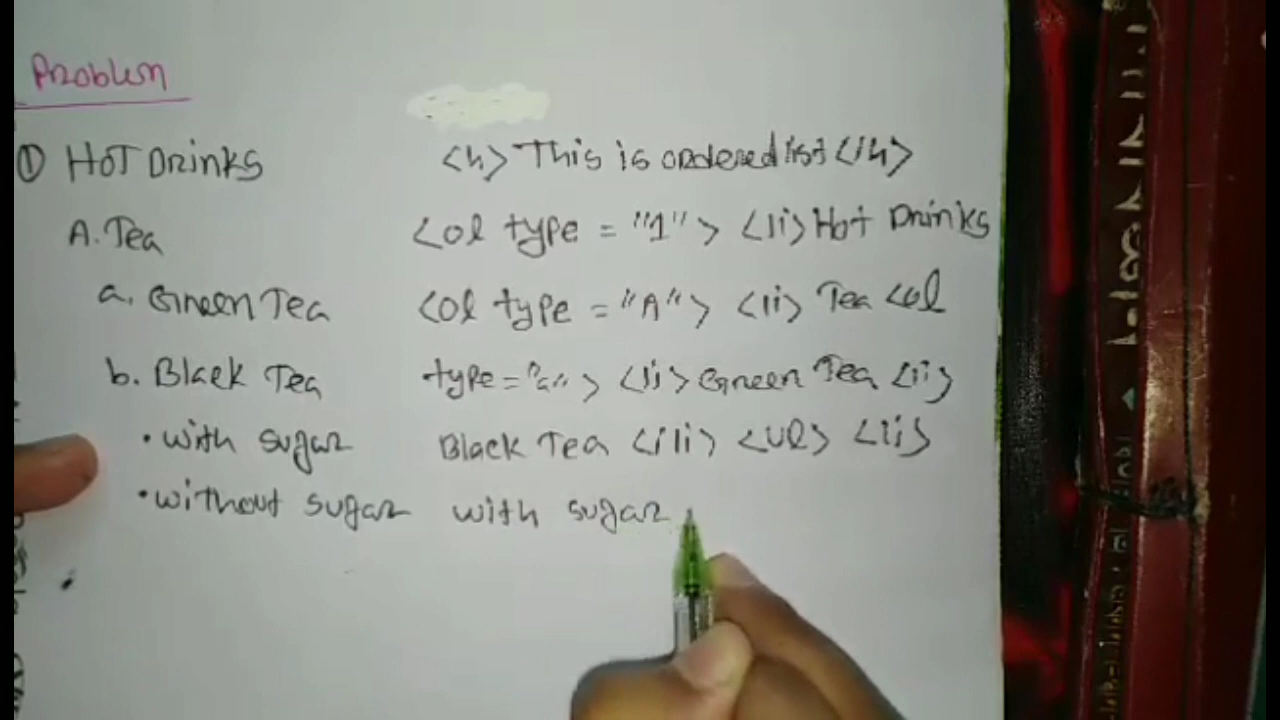 Problem
① HOT Drinks
A. Tea
a. Green Tea
b. Black Tea
• with sugar
• without sugar
<h> This is ordered list </h>
<ol type = "1"> <li> Hot Drinks
<ol type = "A"> <li> Tea <ol
type = "a"> <li> Green Tea <li>
Black Tea </li> <ul> <li>
with sugar